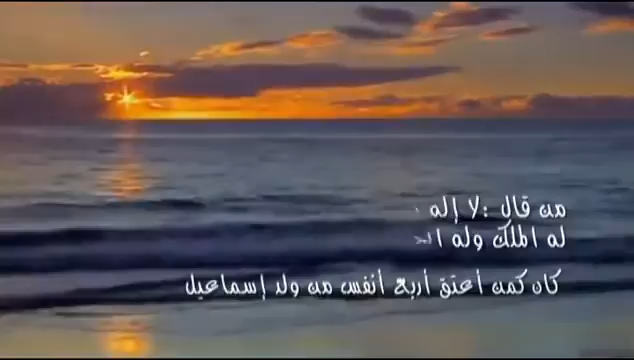 من قال :لا إله
له الملك وله
كان كمن أعتق أربع أنفس من ولد إسماعيل